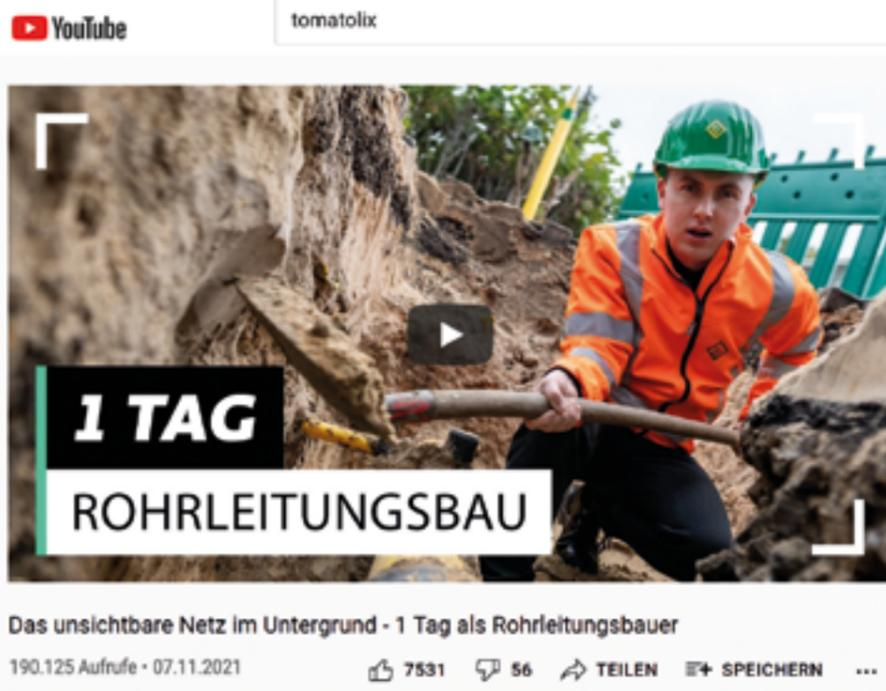 YouTube
tomatolix
1 TAG
ROHRLEITUNGSBAU
Das unsichtbare Netz im Untergrund - 1 Tag als Rohrleitungsbauer
190.125 Aufrufe • 07.11.2021 7531 56 TEILEN SPEICHERN